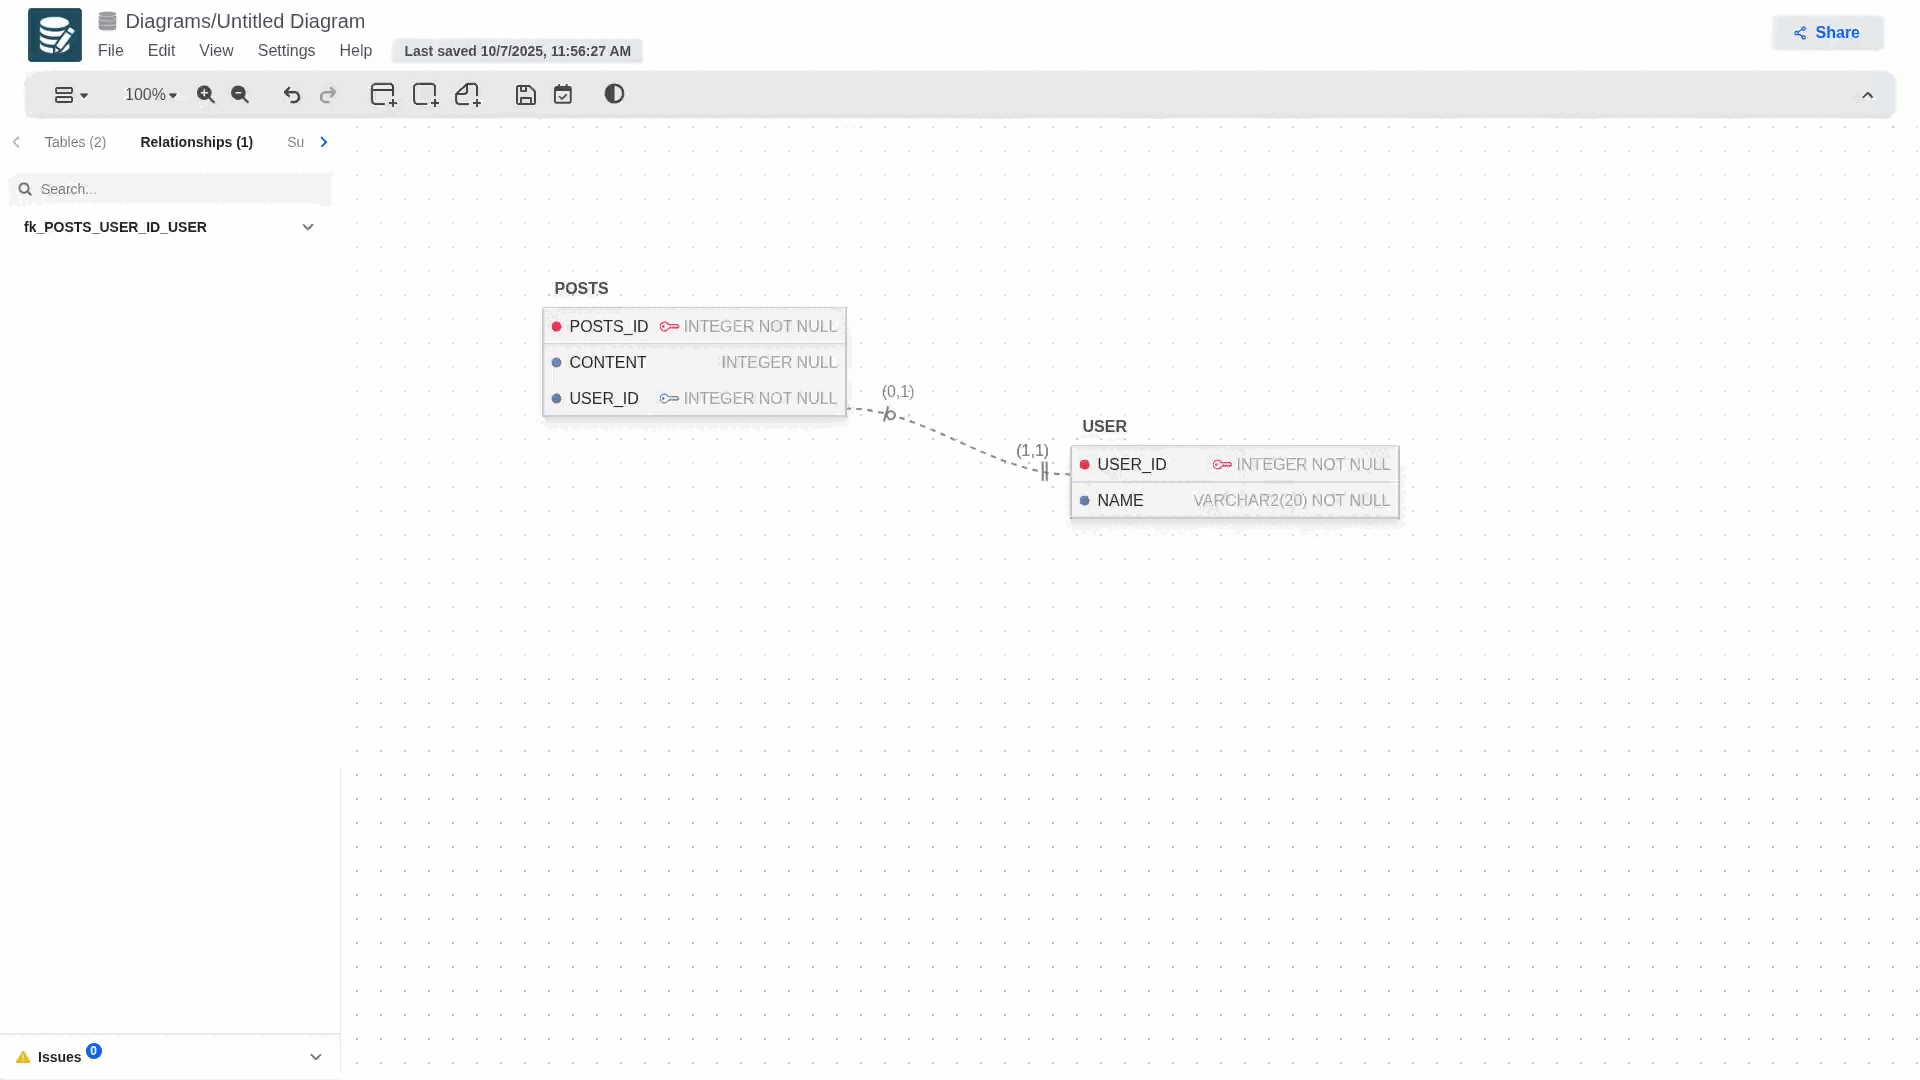 Diagrams/Untitled Diagram
File Edit View Settings Help Last saved 10/7/2025, 11:56:27 AM
Share
100%
Tables (2) Relationships (1) Su
Search...
fk_POSTS_USER_ID_USER
POSTS
POSTS_ID INTEGER NOT NULL
CONTENT INTEGER NULL
USER_ID INTEGER NOT NULL
(0,1)
(1,1)
USER
USER_ID INTEGER NOT NULL
NAME VARCHAR2(20) NOT NULL
Issues 0